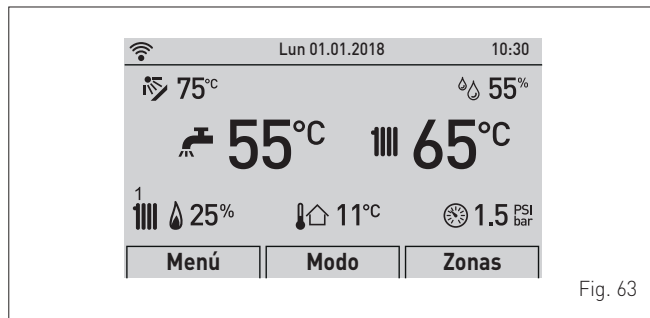 Lun 01.01.2018 10:30
75°C 55%
55°C 65°C
1
25% 11°C 1.5 PSI bar
Menú Modo Zonas
Fig. 63